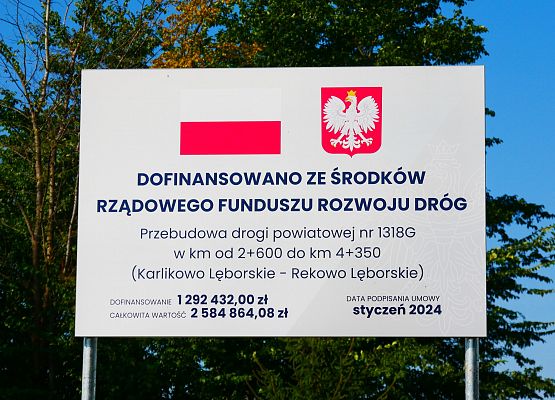 DOFINANSOWANO ZE ŚRODKÓW
RZĄDOWEGO FUNDUSZU ROZWOJU DRÓG
Przebudowa drogi powiatowej nr 1318G
w km od 2+600 do km 4+350
(Karlikowo Lęborskie - Rekowo Lęborskie)
DOFINANSOWANIE 1 292 432,00 zł
CAŁKOWITA WARTOŚĆ 2 584 864,08 zł
DATA PODPISANIA UMOWY
styczeń 2024